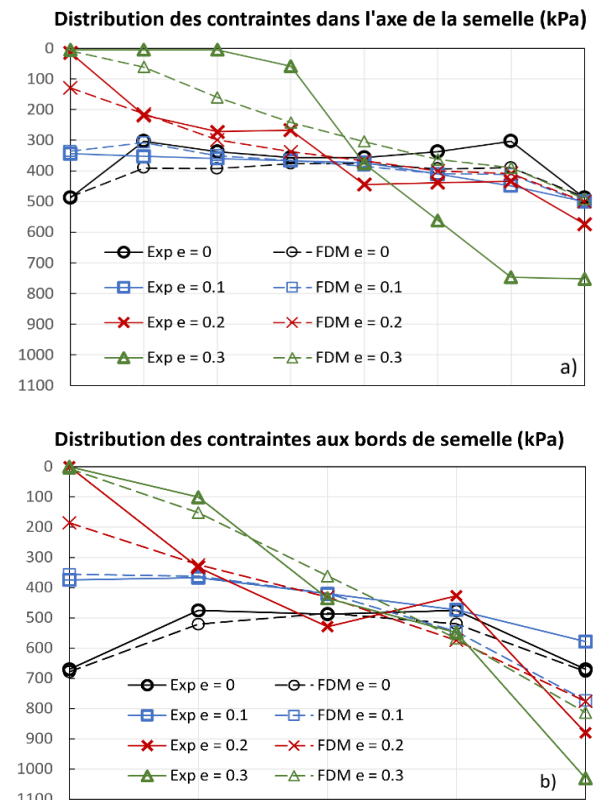 Distribution des contraintes dans l'axe de la semelle (kPa)
0
100
200
300
400
500
600
700
800
900
1000
1100
Exp e = 0 FDM e = 0
Exp e = 0.1 FDM e = 0.1
Exp e = 0.2 FDM e = 0.2
Exp e = 0.3 FDM e = 0.3
a)
Distribution des contraintes aux bords de semelle (kPa)
0
100
200
300
400
500
600
700
800
900
1000
1100
Exp e = 0 FDM e = 0
Exp e = 0.1 FDM e = 0.1
Exp e = 0.2 FDM e = 0.2
Exp e = 0.3 FDM e = 0.3
b)